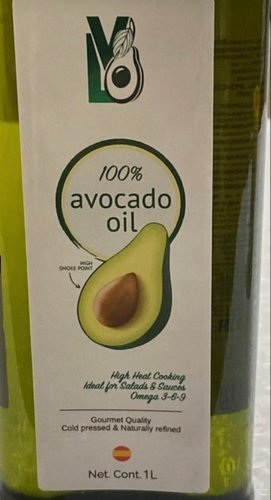 100%
avocado
oil
HIGH
SMOKE POINT
High Heat Cooking
Ideal for Salads & Sauces
Omega 3-6-9
Gourmet Quality
Cold pressed & Naturally refined
Net. Cont. 1L